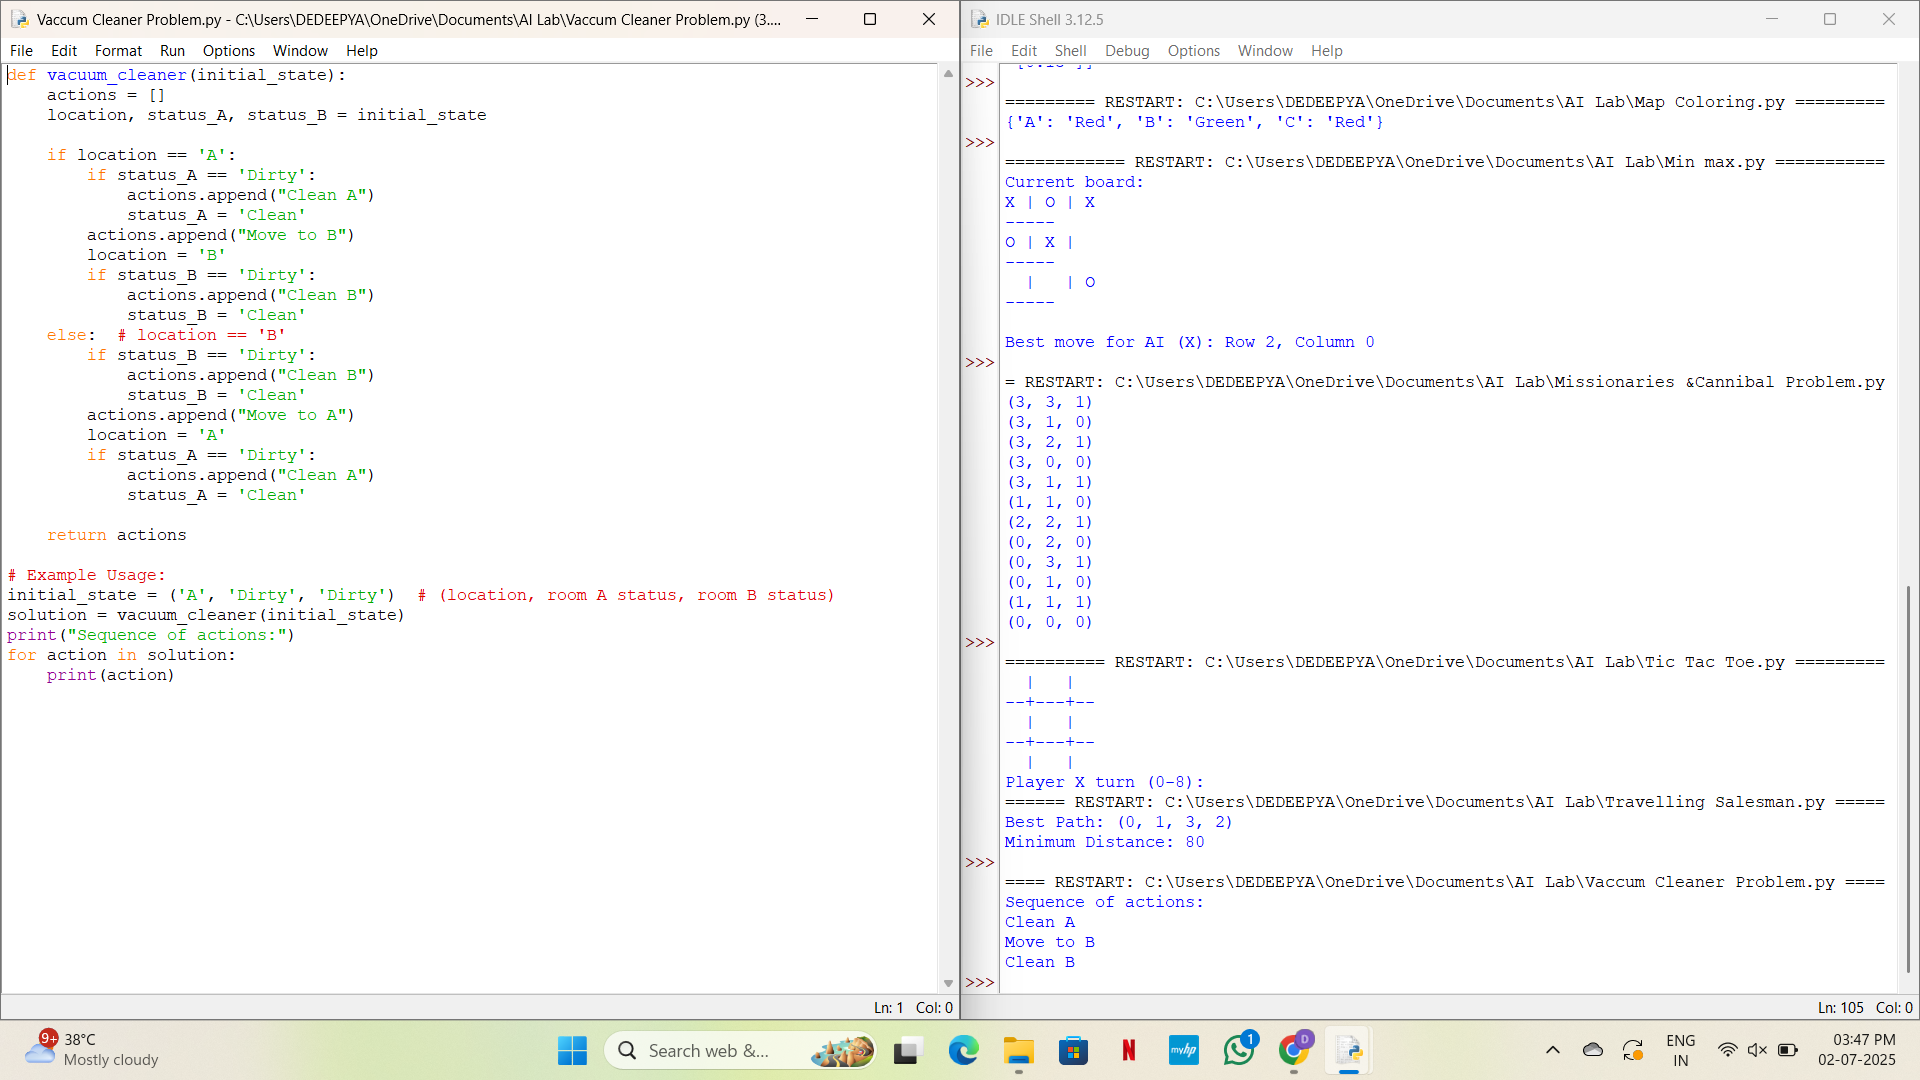 Vaccum Cleaner Problem.py - C:\Users\DEDEEPYA\OneDrive\Documents\AI Lab\Vaccum Cleaner Problem.py (3....
File Edit Format Run Options Window Help
def vacuum_cleaner(initial_state):
    actions = []
    location, status_A, status_B = initial_state

    if location == 'A':
        if status_A == 'Dirty':
            actions.append("Clean A")
            status_A = 'Clean'
        actions.append("Move to B")
        location = 'B'
        if status_B == 'Dirty':
            actions.append("Clean B")
            status_B = 'Clean'
    else:  # location == 'B'
        if status_B == 'Dirty':
            actions.append("Clean B")
            status_B = 'Clean'
        actions.append("Move to A")
        location = 'A'
        if status_A == 'Dirty':
            actions.append("Clean A")
            status_A = 'Clean'

    return actions

# Example Usage:
initial_state = ('A', 'Dirty', 'Dirty')  # (location, room A status, room B status)
solution = vacuum_cleaner(initial_state)
print("Sequence of actions:")
for action in solution:
    print(action)
Ln: 1 Col: 0
IDLE Shell 3.12.5
File Edit Shell Debug Options Window Help
>>>
========= RESTART: C:\Users\DEDEEPYA\OneDrive\Documents\AI Lab\Map Coloring.py =========
{'A': 'Red', 'B': 'Green', 'C': 'Red'}
>>>
============ RESTART: C:\Users\DEDEEPYA\OneDrive\Documents\AI Lab\Min max.py ===========
Current board:
X | O | X
-----
O | X |
-----
  |   | O
-----

Best move for AI (X): Row 2, Column 0
>>>
= RESTART: C:\Users\DEDEEPYA\OneDrive\Documents\AI Lab\Missionaries &Cannibal Problem.py
(3, 3, 1)
(3, 1, 0)
(3, 2, 1)
(3, 0, 0)
(3, 1, 1)
(1, 1, 0)
(2, 2, 1)
(0, 2, 0)
(0, 3, 1)
(0, 1, 0)
(1, 1, 1)
(0, 0, 0)
>>>
========== RESTART: C:\Users\DEDEEPYA\OneDrive\Documents\AI Lab\Tic Tac Toe.py =========
  |   |
--+---+--
  |   |
--+---+--
  |   |
Player X turn (0-8):
====== RESTART: C:\Users\DEDEEPYA\OneDrive\Documents\AI Lab\Travelling Salesman.py =====
Best Path: (0, 1, 3, 2)
Minimum Distance: 80
>>>
==== RESTART: C:\Users\DEDEEPYA\OneDrive\Documents\AI Lab\Vaccum Cleaner Problem.py ====
Sequence of actions:
Clean A
Move to B
Clean B
>>>
Ln: 105 Col: 0
9+
38°C
Mostly cloudy
Search web &...
N
myhp
1
D
ENG
IN
03:47 PM
02-07-2025